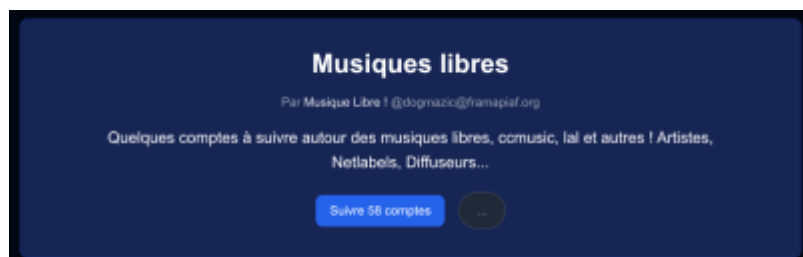 Musiques libres
Par Musique Libre ! @dogmazic@framapiaf.org
Quelques comptes à suivre autour des musiques libres, ccmusic, lal et autres ! Artistes,
Netlabels, Diffuseurs...
Suivre 58 comptes
...